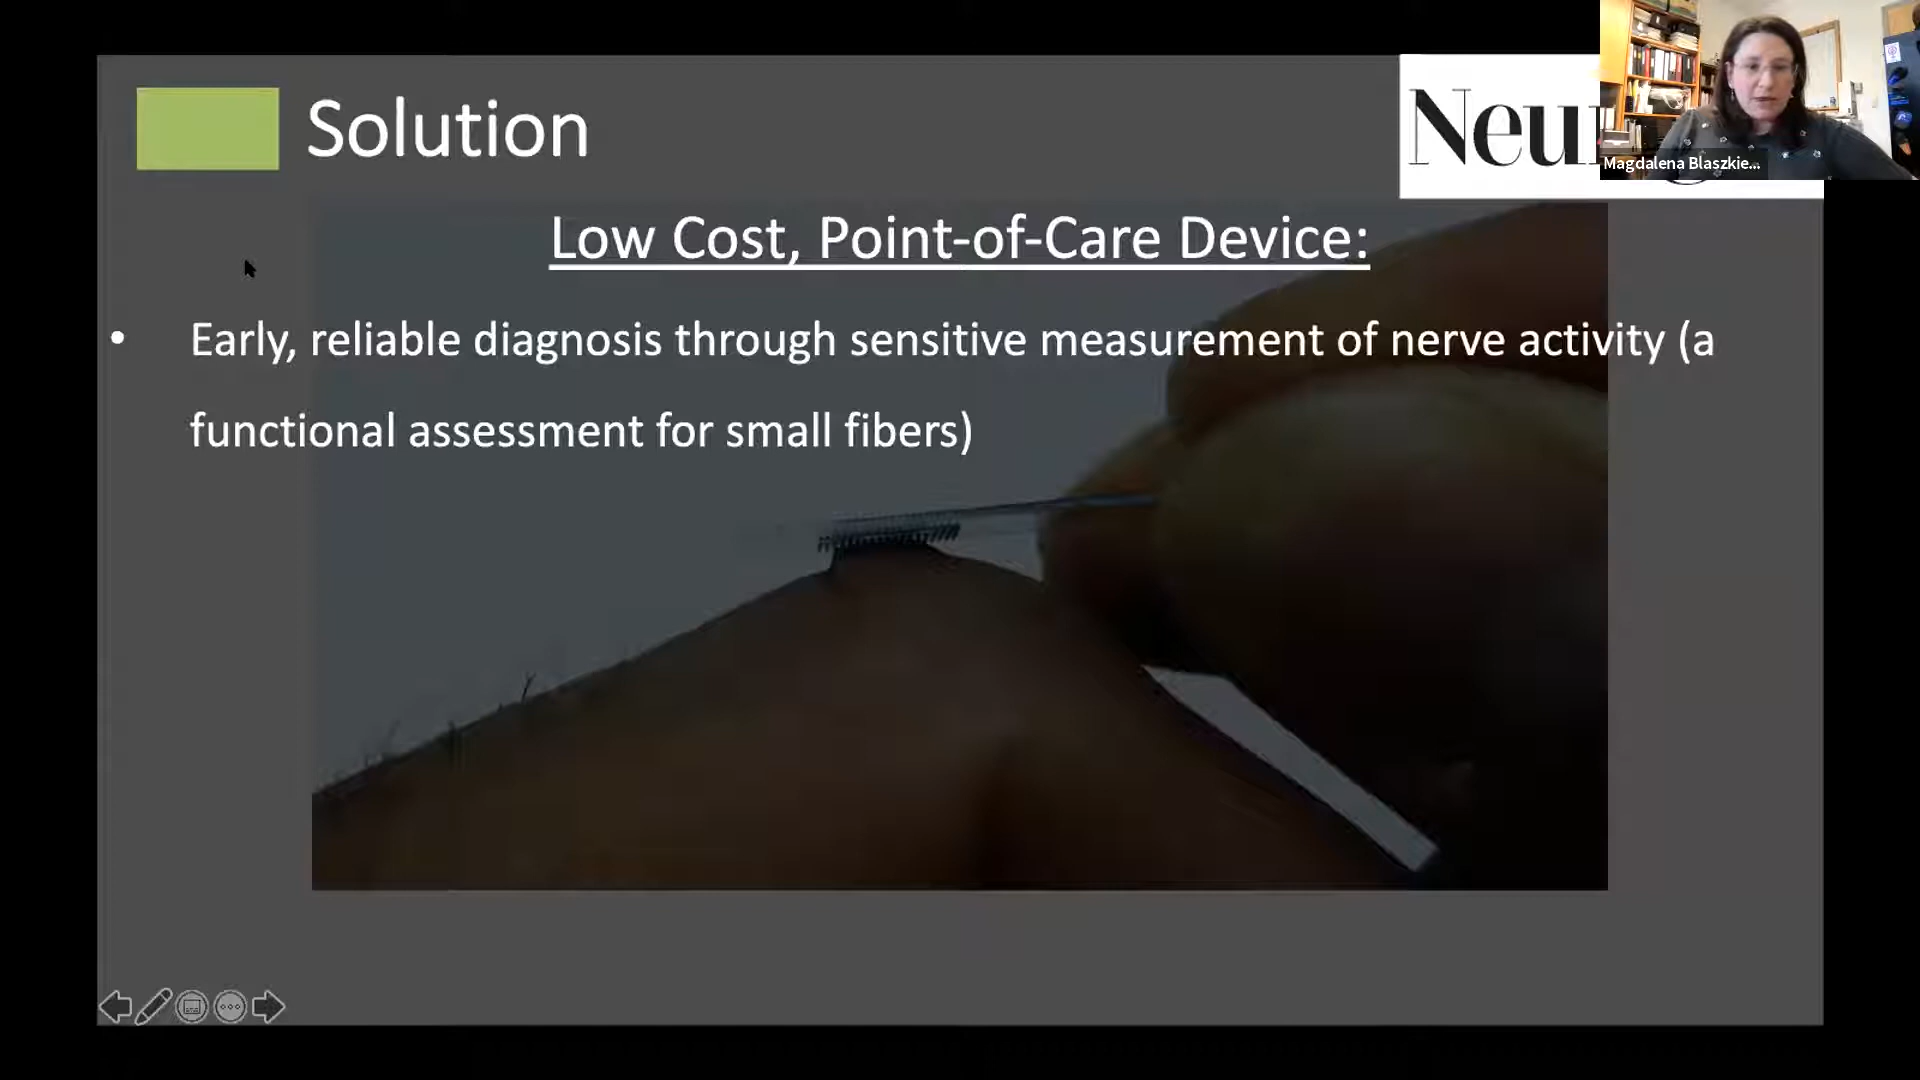 Solution
Neu
Magdalena Blaszkie...
Low Cost, Point-of-Care Device:
• Early, reliable diagnosis through sensitive measurement of nerve activity (a
functional assessment for small fibers)